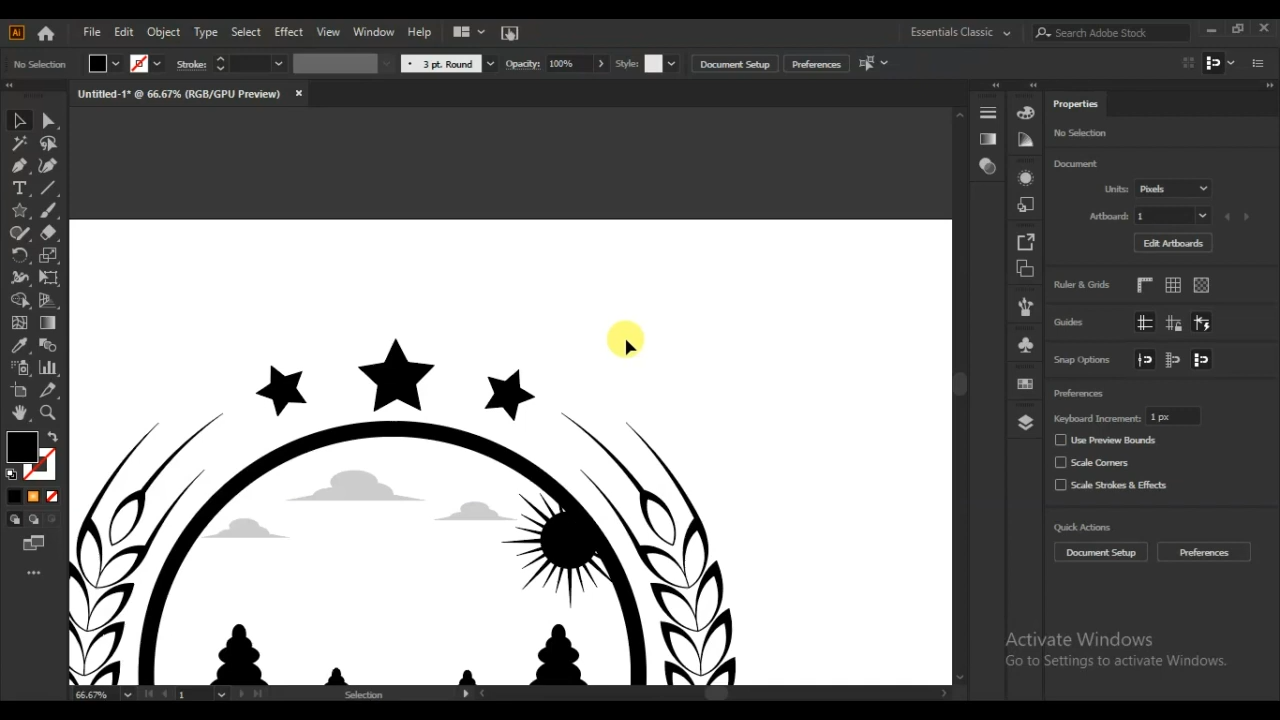 Ai File Edit Object Type Select Effect View Window Help Essentials Classic Search Adobe Stock
No Selection Stroke: 3 pt. Round Opacity: 100% Style: Document Setup Preferences
Untitled-1* @ 66.67% (RGB/GPU Preview) ×
Properties
No Selection
Document
Units: Pixels
Artboard: 1
Edit Artboards
Ruler & Grids
Guides
Snap Options
Preferences
Keyboard Increment: 1 px
Use Preview Bounds
Scale Corners
Scale Strokes & Effects
Quick Actions
Document Setup Preferences
Activate Windows
Go to Settings to activate Windows.
66.67% 1 Selection